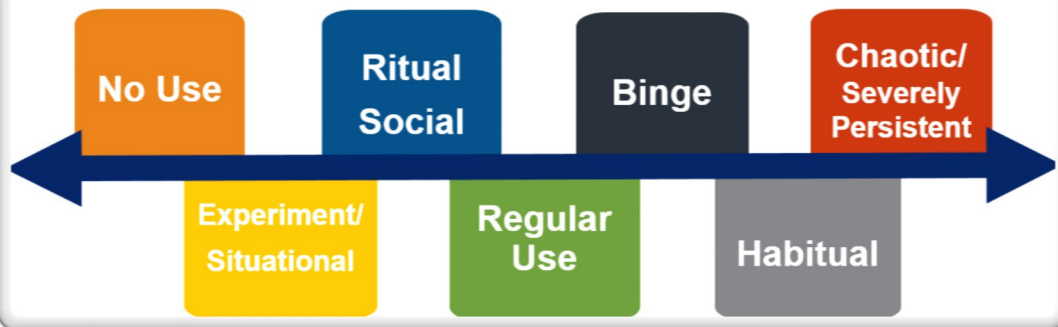 No Use
Experiment/
Situational
Ritual
Social
Regular
Use
Binge
Habitual
Chaotic/
Severely
Persistent